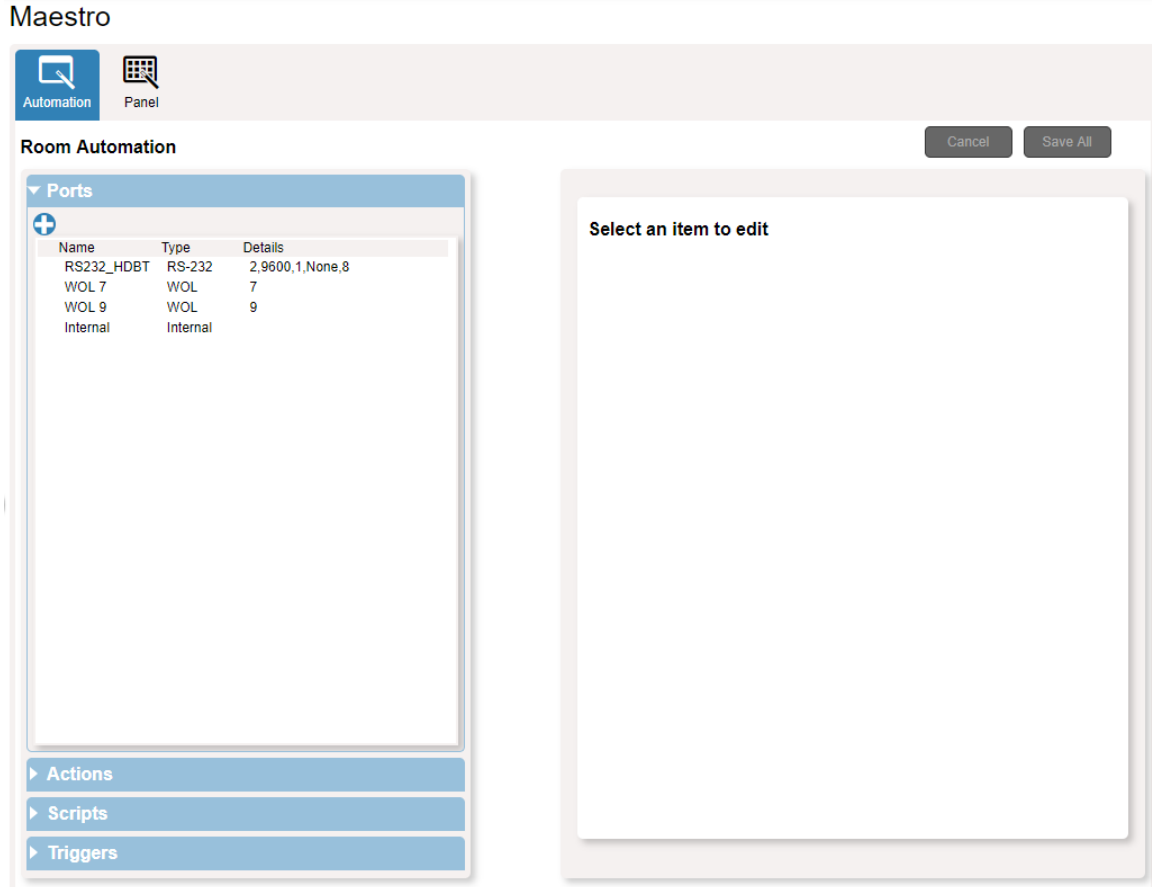 Maestro
Automation Panel
Room Automation Cancel Save All
Ports
Name Type Details
RS232_HDBT RS-232 2,9600,1,None,8
WOL 7 WOL 7
WOL 9 WOL 9
Internal Internal
Actions
Scripts
Triggers
Select an item to edit